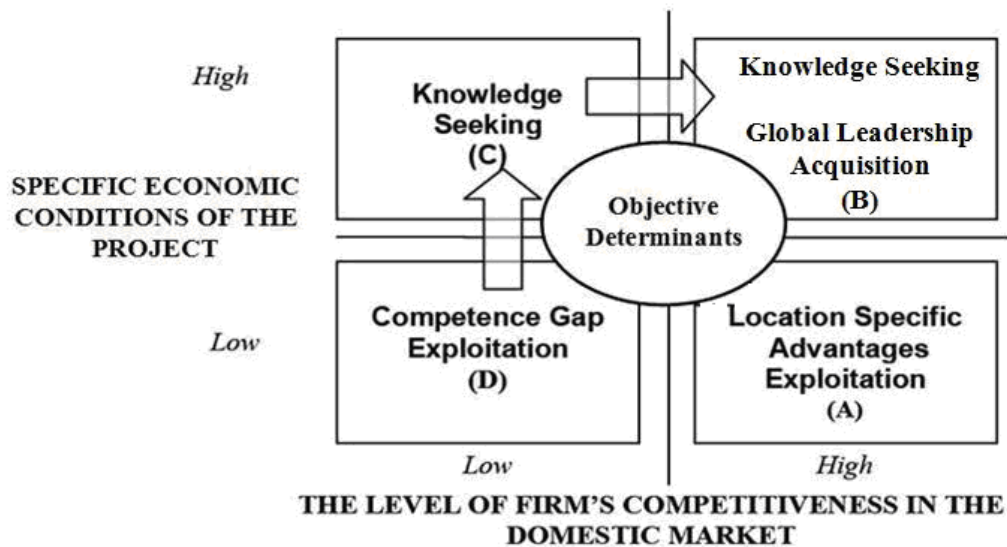 High
Knowledge
Seeking
(C)
Knowledge Seeking
Global Leadership
Acquisition
(B)
SPECIFIC ECONOMIC
CONDITIONS OF THE
PROJECT
Objective
Determinants
Low
Competence Gap
Exploitation
(D)
Location Specific
Advantages
Exploitation
(A)
Low
High
THE LEVEL OF FIRM'S COMPETITIVENESS IN THE
DOMESTIC MARKET